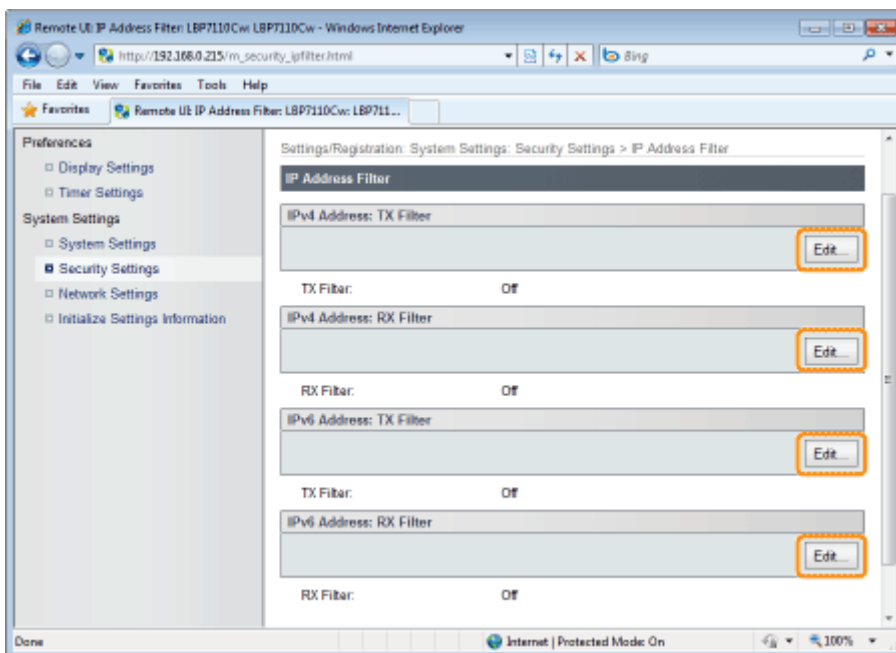 Remote UI: IP Address Filter: LBP7110Cw: LBP7110Cw - Windows Internet Explorer
http://192.168.0.215/m_security_ipfilter.html
Bing
File Edit View Favorites Tools Help
Favorites Remote UI: IP Address Filter: LBP7110Cw: LBP711...
Preferences
Display Settings
Timer Settings
System Settings
System Settings
Security Settings
Network Settings
Initialize Settings Information
Settings/Registration: System Settings: Security Settings > IP Address Filter
IP Address Filter
IPv4 Address: TX Filter
Edit...
TX Filter: Off
IPv4 Address: RX Filter
Edit...
RX Filter: Off
IPv6 Address: TX Filter
Edit...
TX Filter: Off
IPv6 Address: RX Filter
Edit...
RX Filter: Off
Done Internet | Protected Mode: On 100%